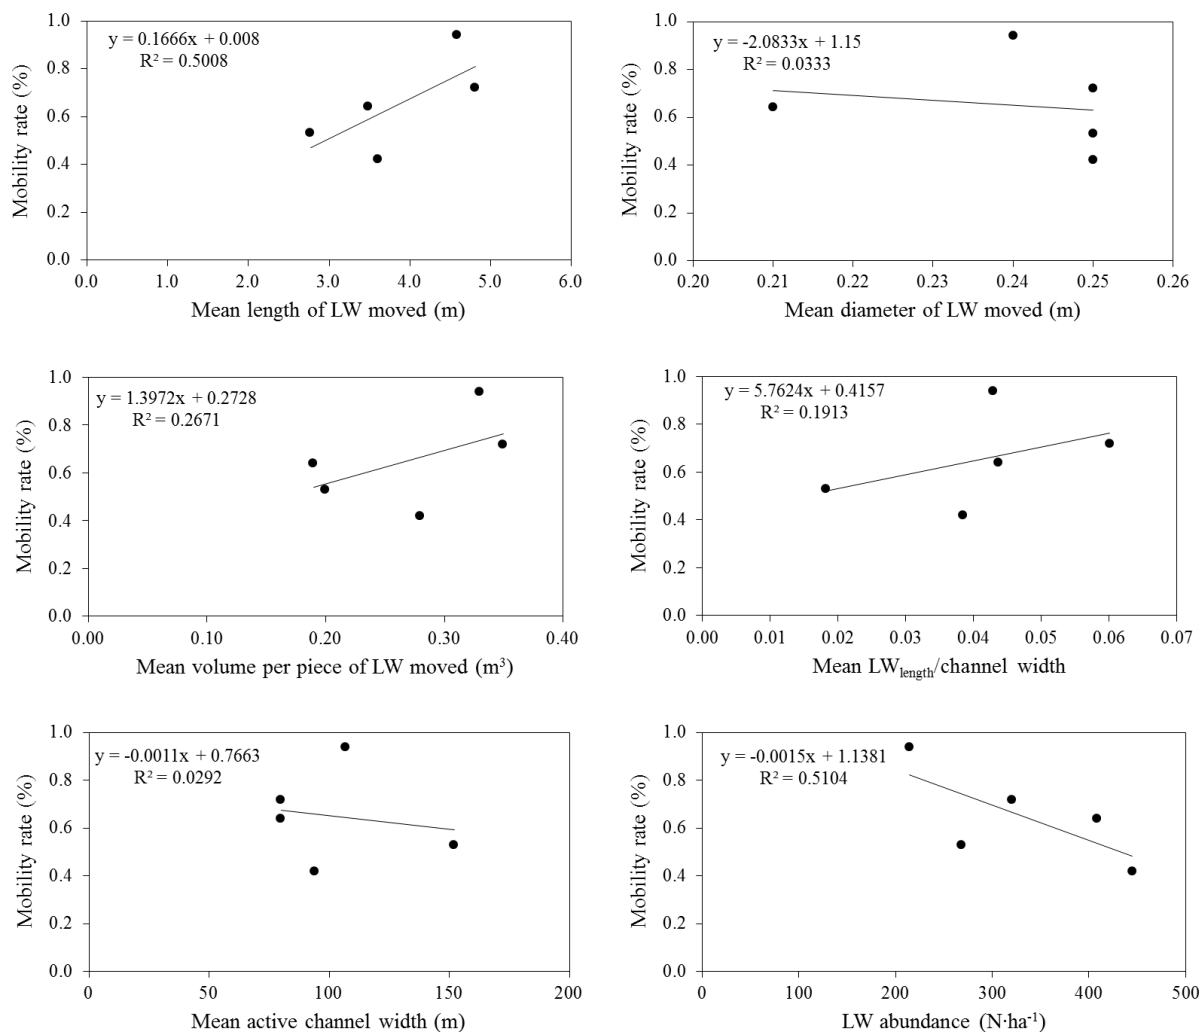 y = 0.1666x + 0.008
R² = 0.5008
Mobility rate (%)
1.0
0.8
0.6
0.4
0.2
0.0
0.0 1.0 2.0 3.0 4.0 5.0 6.0
Mean length of LW moved (m)
y = -2.0833x + 1.15
R² = 0.0333
Mobility rate (%)
1.0
0.8
0.6
0.4
0.2
0.0
0.20 0.21 0.22 0.23 0.24 0.25 0.26
Mean diameter of LW moved (m)
y = 1.3972x + 0.2728
R² = 0.2671
Mobility rate (%)
1.0
0.8
0.6
0.4
0.2
0.0
0.00 0.10 0.20 0.30 0.40
Mean volume per piece of LW moved (m³)
y = 5.7624x + 0.4157
R² = 0.1913
Mobility rate (%)
1.0
0.8
0.6
0.4
0.2
0.0
0.00 0.01 0.02 0.03 0.04 0.05 0.06 0.07
Mean LWlength/channel width
y = -0.0011x + 0.7663
R² = 0.0292
Mobility rate (%)
1.0
0.8
0.6
0.4
0.2
0.0
0 50 100 150 200
Mean active channel width (m)
y = -0.0015x + 1.1381
R² = 0.5104
Mobility rate (%)
1.0
0.8
0.6
0.4
0.2
0.0
0 100 200 300 400 500
LW abundance (N·ha⁻¹)